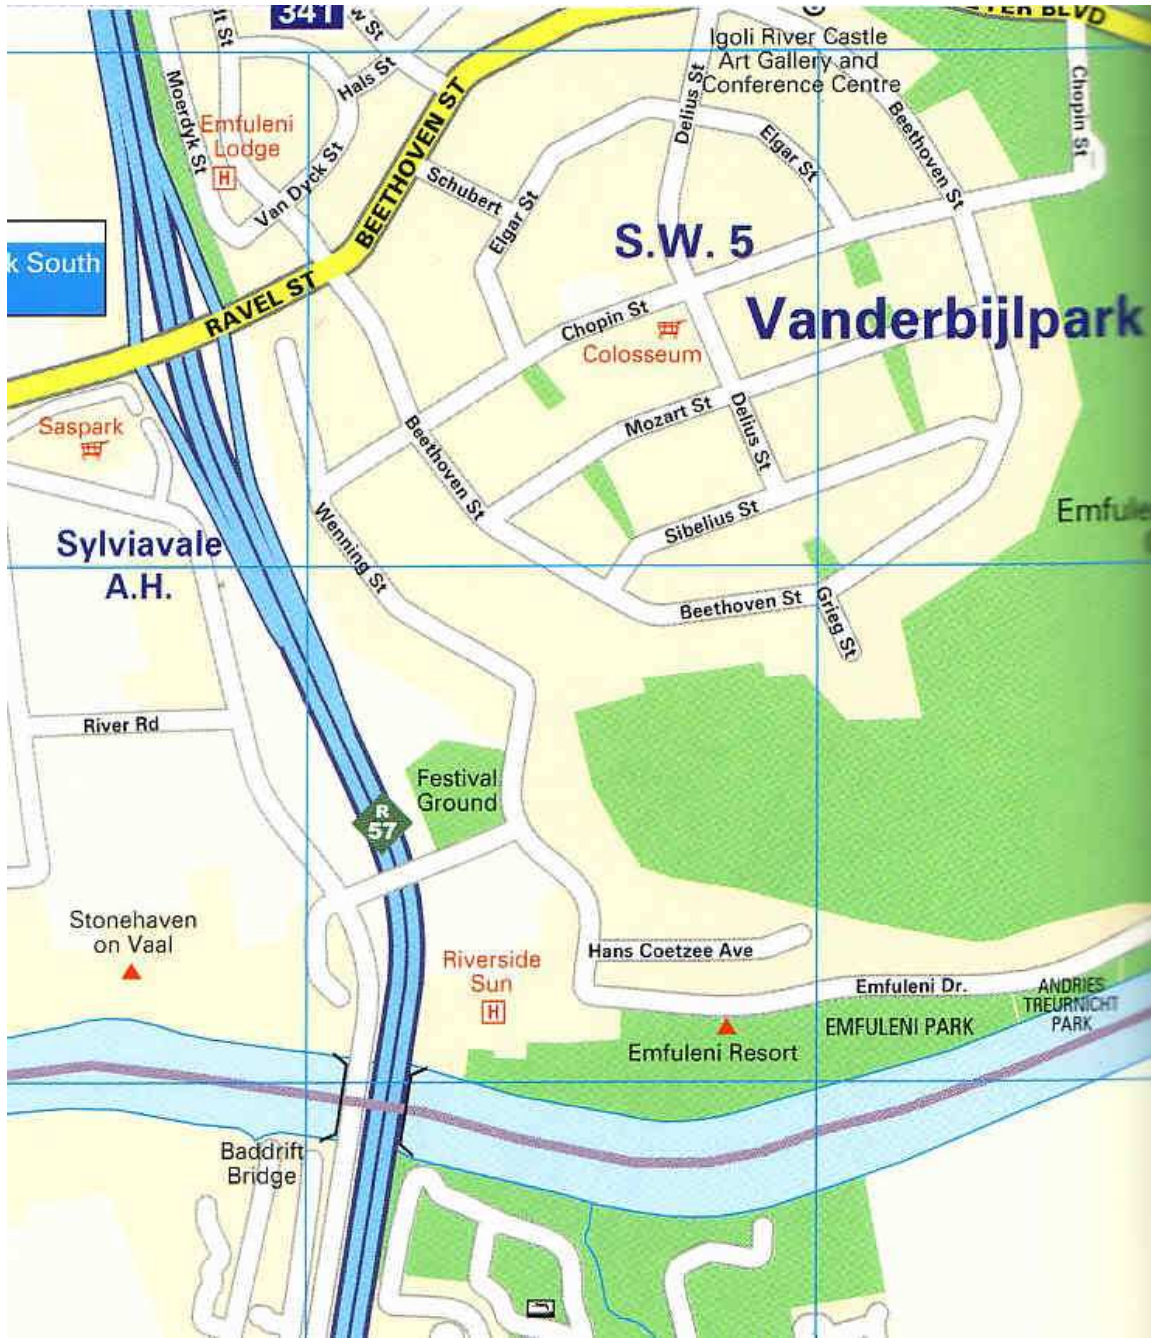 341
BLVD
Igoli River Castle
Art Gallery and
Conference Centre
Hals St
Moerdyk St
Delius St
Chopin St
Emfuleni
Lodge
H
Van Dyck St
BEETHOVEN ST
Beethoven St
Elgar St
Schubert
Elgar St
S.W. 5
South
RAVEL ST
Chopin St
Colosseum
Vanderbijlpark
Saspark
Beethoven St
Mozart St
Delius St
Sylviavale
A.H.
Wenning St
Sibelius St
Beethoven St
Grieg St
River Rd
Festival
Ground
R
57
Stonehaven
on Vaal
Riverside
Sun
H
Hans Coetzee Ave
Emfuleni Dr.
ANDRIES
TREURNICHT
PARK
EMFULENI PARK
Emfuleni Resort
Baddrift
Bridge